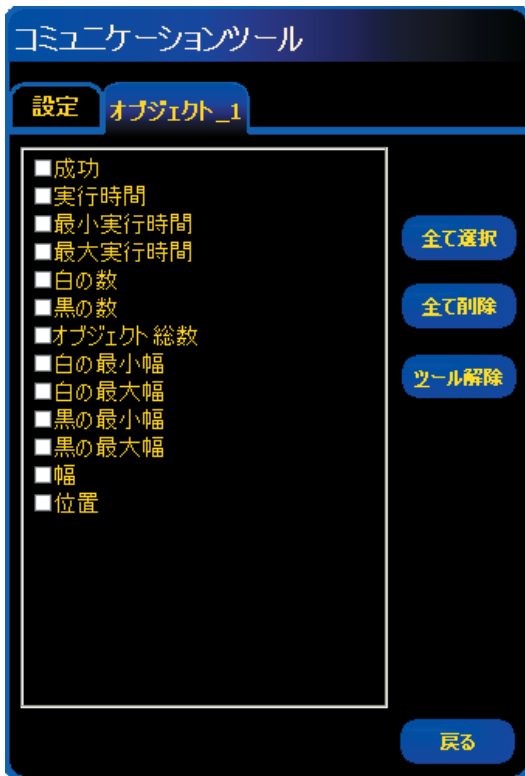 コミュニケーションツール
設定
オブジェクト_1
成功
実行時間
最小実行時間
最大実行時間
白の数
黒の数
オブジェクト総数
白の最小幅
白の最大幅
黒の最小幅
黒の最大幅
幅
位置
全て選択
全て削除
ツール解除
戻る